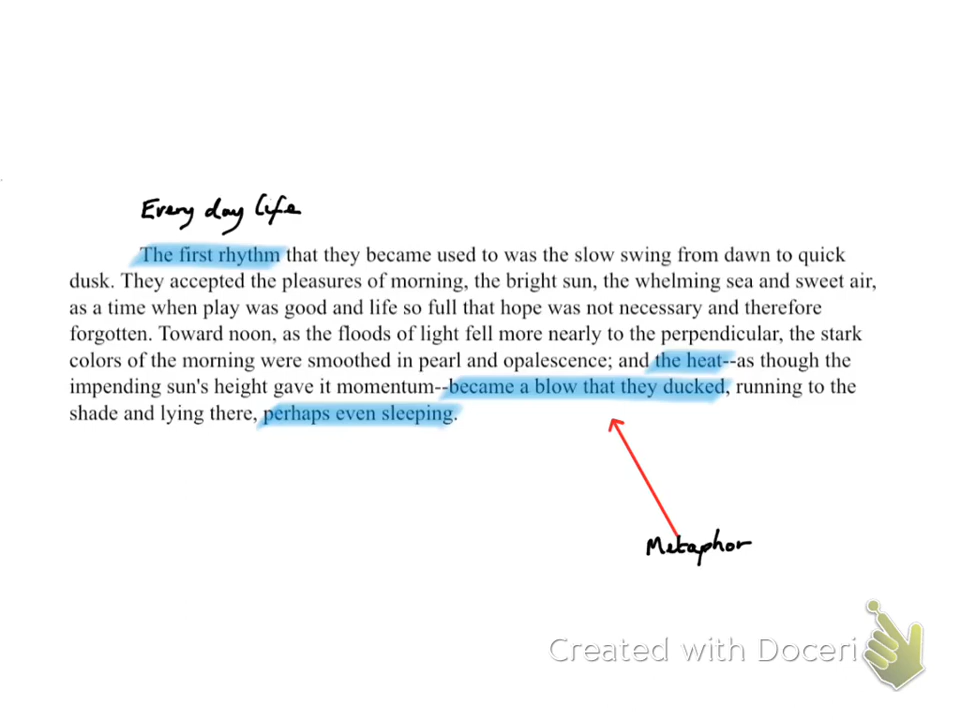 Every day life
The first rhythm that they became used to was the slow swing from dawn to quick
dusk. They accepted the pleasures of morning, the bright sun, the whelming sea and sweet air,
as a time when play was good and life so full that hope was not necessary and therefore
forgotten. Toward noon, as the floods of light fell more nearly to the perpendicular, the stark
colors of the morning were smoothed in pearl and opalescence; and the heat--as though the
impending sun's height gave it momentum--became a blow that they ducked, running to the
shade and lying there, perhaps even sleeping.
Metaphor
Created with Doceri